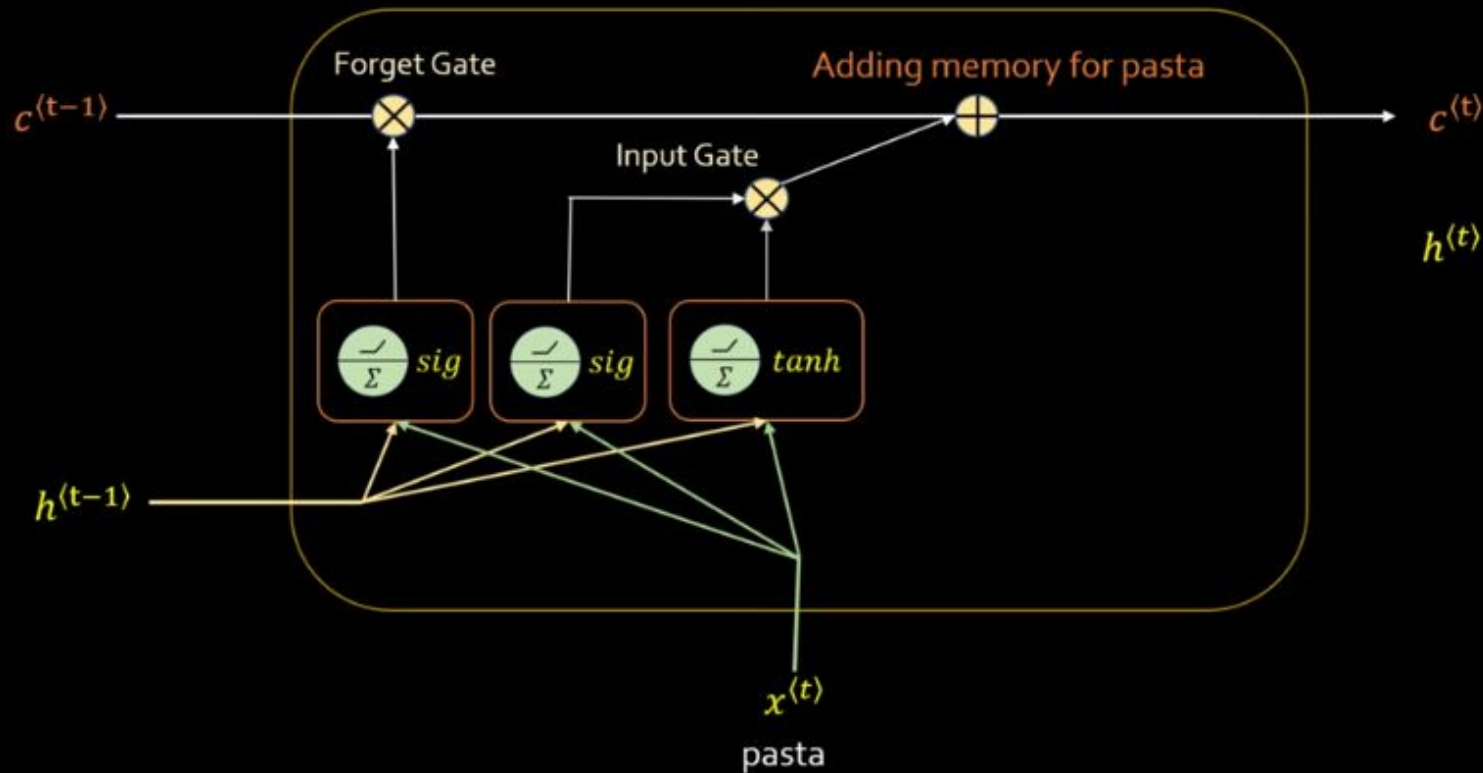 Forget Gate
Adding memory for pasta
c⟨t−1⟩
c⟨t⟩
Input Gate
h⟨t⟩
Σ sig
Σ sig
Σ tanh
h⟨t−1⟩
x⟨t⟩
pasta